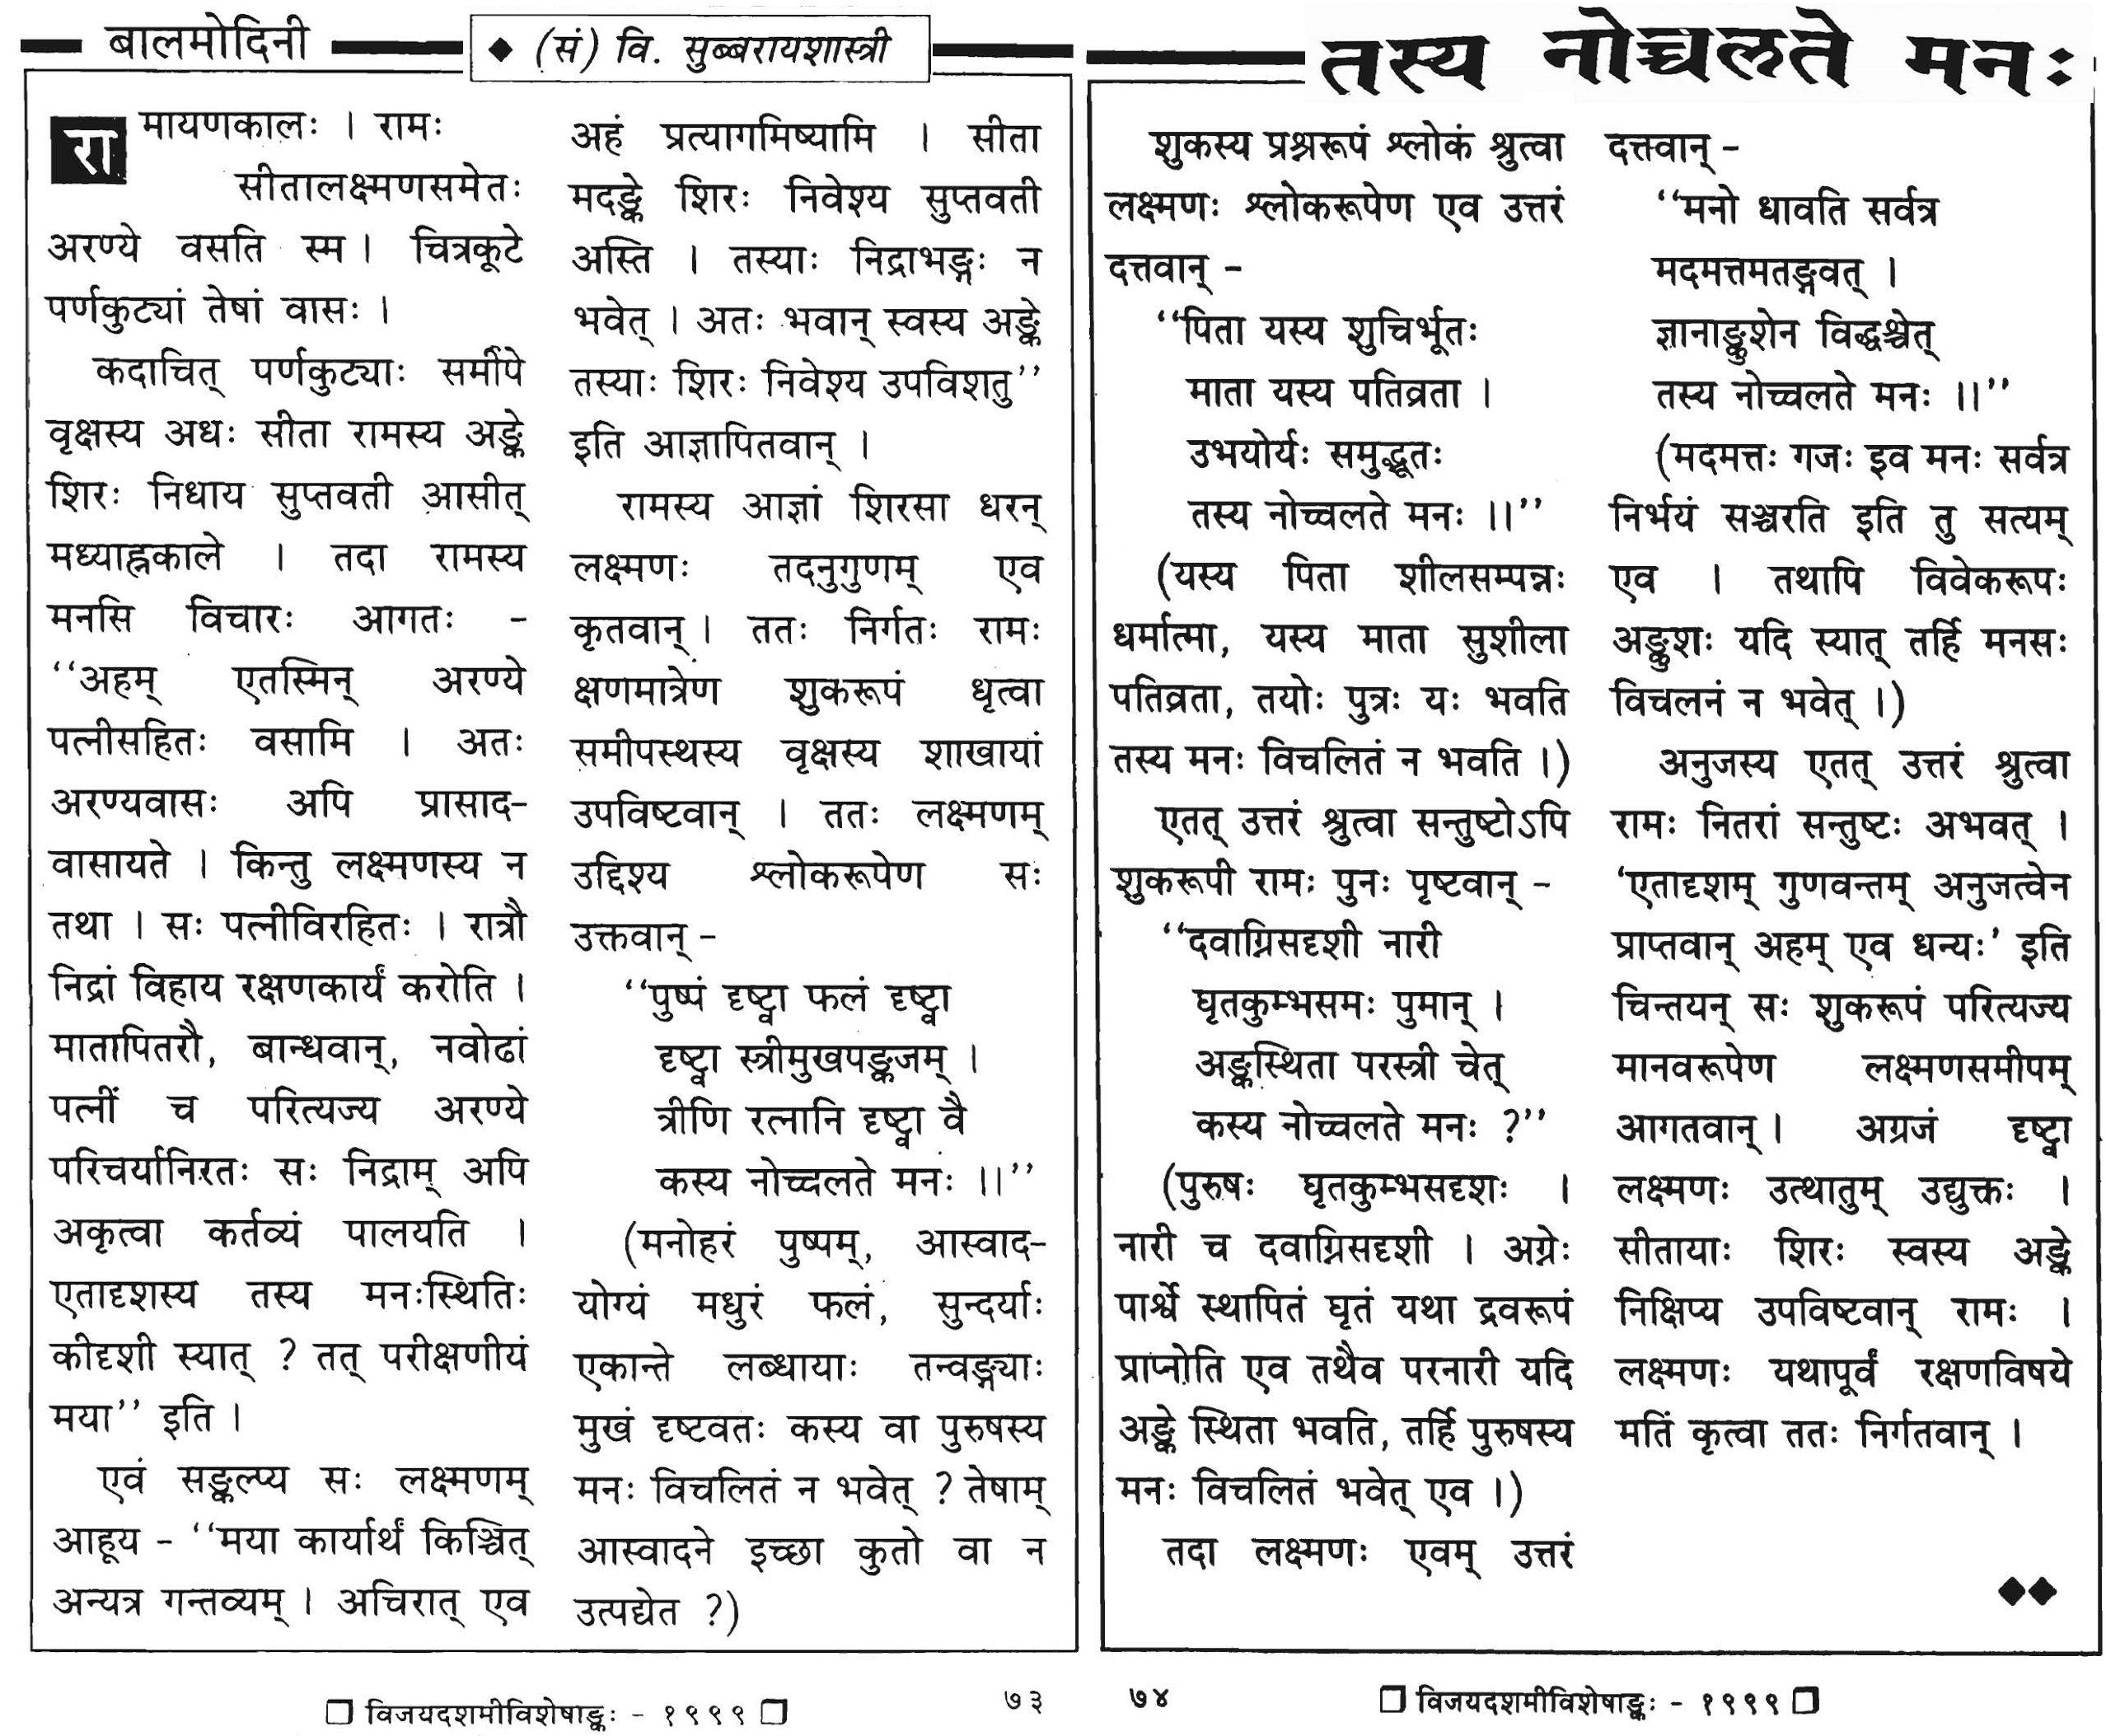 बालमोदिनी
◆ (सं) वि. सुब्बरायशास्त्री
तस्य नोच्चलते मनः
रामायणकालः । रामः
सीतालक्ष्मणसमेतः
अरण्ये वसति स्म । चित्रकूटे
पर्णकुट्यां तेषां वासः ।
कदाचित् पर्णकुट्याः समीपे
वृक्षस्य अधः सीता रामस्य अङ्के
शिरः निधाय सुप्तवती आसीत्
मध्याह्नकाले । तदा रामस्य
मनसि विचारः आगतः -
‘‘अहम् एतस्मिन् अरण्ये
पत्नीसहितः वसामि । अतः
अरण्यवासः अपि प्रासाद-
वासायते । किन्तु लक्ष्मणस्य न
तथा । सः पत्नीविरहितः । रात्रौ
निद्रां विहाय रक्षणकार्यं करोति ।
मातापितरौ, बान्धवान्, नवोढां
पत्नीं च परित्यज्य अरण्ये
परिचर्यानिरतः सः निद्राम् अपि
अकृत्वा कर्तव्यं पालयति ।
एतादृशस्य तस्य मनःस्थितिः
कीदृशी स्यात् ? तत् परीक्षणीयं
मया’’ इति ।
एवं सङ्कल्प्य सः लक्ष्मणम्
आहूय - ‘‘मया कार्यार्थं किञ्चित्
अन्यत्र गन्तव्यम् । अचिरात् एव
अहं प्रत्यागमिष्यामि । सीता
मदङ्के शिरः निवेश्य सुप्तवती
अस्ति । तस्याः निद्राभङ्गः न
भवेत् । अतः भवान् स्वस्य अङ्के
तस्याः शिरः निवेश्य उपविशतु’’
इति आज्ञापितवान् ।
रामस्य आज्ञां शिरसा धरन्
लक्ष्मणः तदनुगुणम् एव
कृतवान् । ततः निर्गतः रामः
क्षणमात्रेण शुकरूपं धृत्वा
समीपस्थस्य वृक्षस्य शाखायां
उपविष्टवान् । ततः लक्ष्मणम्
उद्दिश्य श्लोकरूपेण सः
उक्तवान् -
‘‘पुष्पं दृष्ट्वा फलं दृष्ट्वा
दृष्ट्वा स्त्रीमुखपङ्कजम् ।
त्रीणि रत्नानि दृष्ट्वा वै
कस्य नोच्चलते मनः ।।’’
(मनोहरं पुष्पम्, आस्वाद-
योग्यं मधुरं फलं, सुन्दर्याः
एकान्ते लब्धायाः तन्वङ्ग्याः
मुखं दृष्टवतः कस्य वा पुरुषस्य
मनः विचलितं न भवेत् ? तेषाम्
आस्वादने इच्छा कुतो वा न
उत्पद्येत ?)
शुकस्य प्रश्नरूपं श्लोकं श्रुत्वा
लक्ष्मणः श्लोकरूपेण एव उत्तरं
दत्तवान् -
‘‘पिता यस्य शुचिर्भूतः
माता यस्य पतिव्रता ।
उभयोर्यः समुद्भूतः
तस्य नोच्चलते मनः ।।’’
(यस्य पिता शीलसम्पन्नः
धर्मात्मा, यस्य माता सुशीला
पतिव्रता, तयोः पुत्रः यः भवति
तस्य मनः विचलितं न भवति ।)
एतत् उत्तरं श्रुत्वा सन्तुष्टोऽपि
शुकरूपी रामः पुनः पृष्टवान् -
‘‘दवाग्निसदृशी नारी
घृतकुम्भसमः पुमान् ।
अङ्कस्थिता परस्त्री चेत्
कस्य नोच्चलते मनः ?’’
(पुरुषः घृतकुम्भसदृशः ।
नारी च दवाग्निसदृशी । अग्नेः
पार्श्वे स्थापितं घृतं यथा द्रवरूपं
प्राप्नोति एव तथैव परनारी यदि
अङ्के स्थिता भवति, तर्हि पुरुषस्य
मनः विचलितं भवेत् एव ।)
तदा लक्ष्मणः एवम् उत्तरं
दत्तवान् -
‘‘मनो धावति सर्वत्र
मदमत्तमतङ्गवत् ।
ज्ञानाङ्कुशेन विद्धश्चेत्
तस्य नोच्चलते मनः ।।’’
(मदमत्तः गजः इव मनः सर्वत्र
निर्भयं सञ्चरति इति तु सत्यम्
एव । तथापि विवेकरूपः
अङ्कुशः यदि स्यात् तर्हि मनसः
विचलनं न भवेत् ।)
अनुजस्य एतत् उत्तरं श्रुत्वा
रामः नितरां सन्तुष्टः अभवत् ।
‘एतादृशम् गुणवन्तम् अनुजत्वेन
प्राप्तवान् अहम् एव धन्यः’ इति
चिन्तयन् सः शुकरूपं परित्यज्य
मानवरूपेण लक्ष्मणसमीपम्
आगतवान् । अग्रजं दृष्ट्वा
लक्ष्मणः उत्थातुम् उद्युक्तः ।
सीतायाः शिरः स्वस्य अङ्के
निक्षिप्य उपविष्टवान् रामः ।
लक्ष्मणः यथापूर्वं रक्षणविषये
मतिं कृत्वा ततः निर्गतवान् ।
◆◆
❐ विजयदशमीविशेषाङ्कः - १९९९ ❐ ७३
७४ ❐ विजयदशमीविशेषाङ्कः - १९९९ ❐